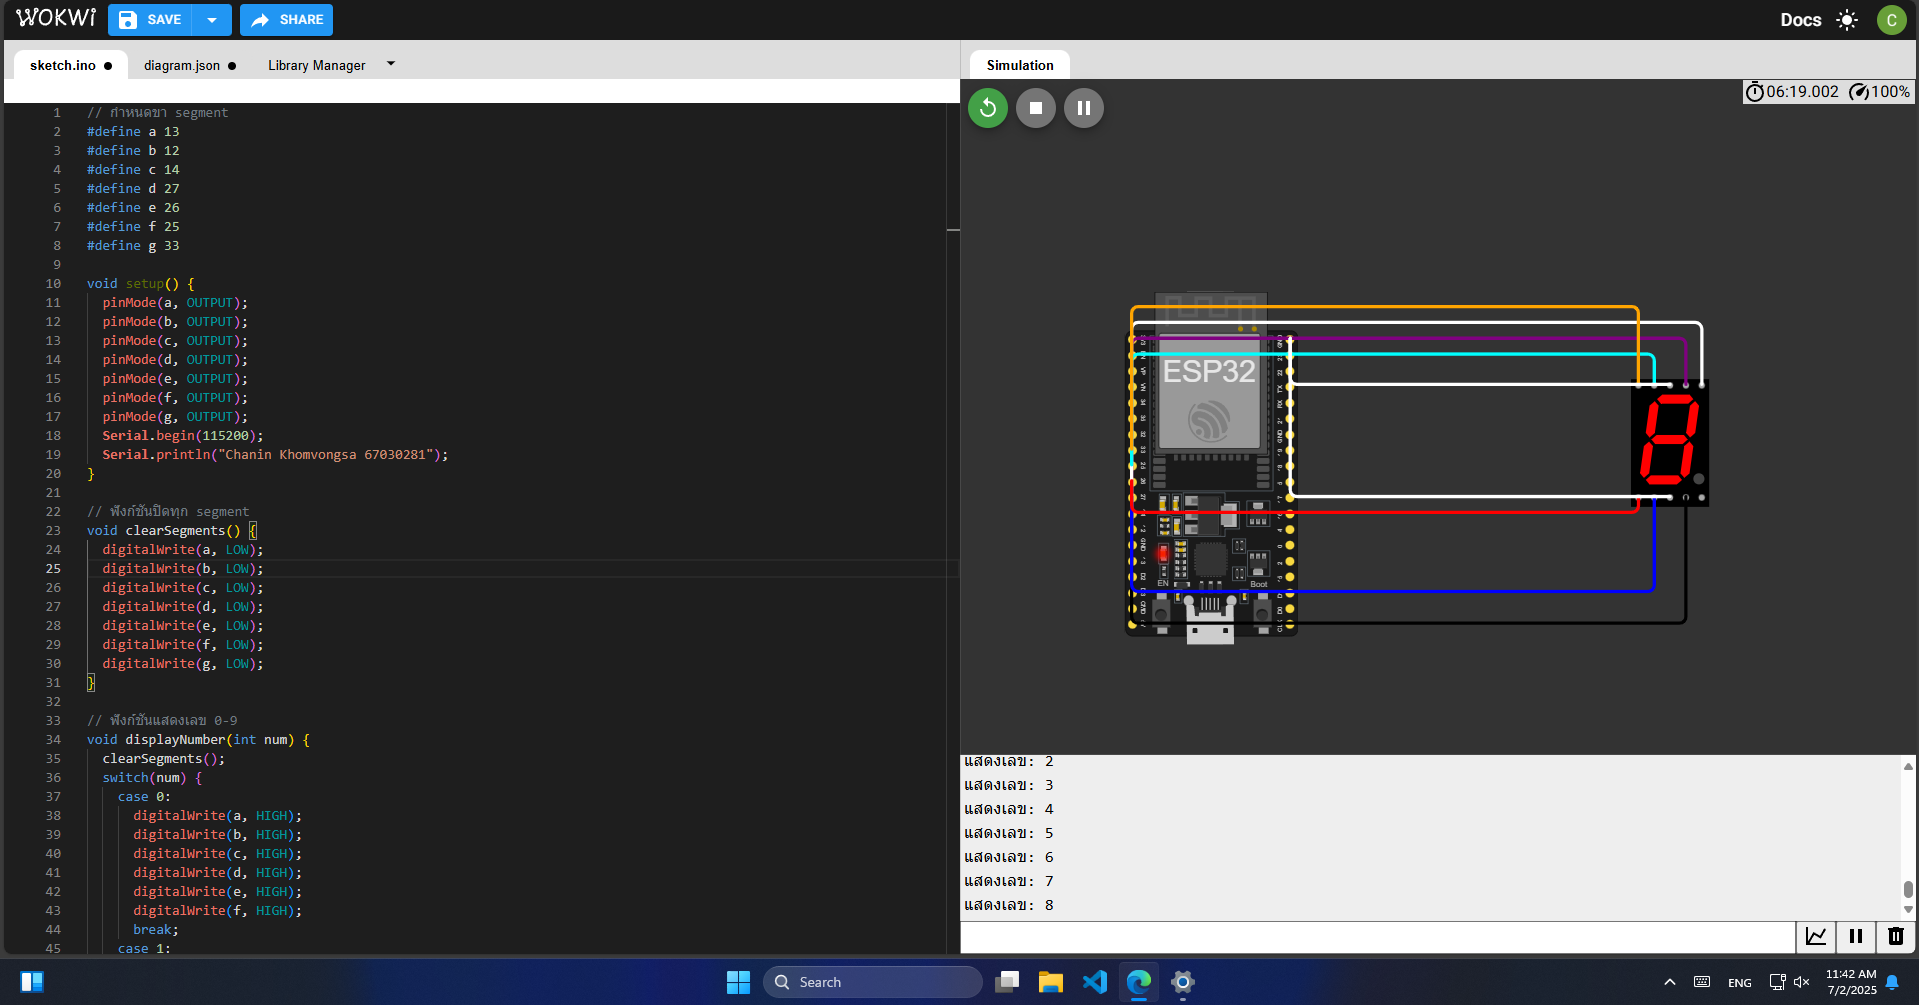 WOKWI
SAVE
SHARE
Docs
C
sketch.ino
diagram.json
Library Manager
Simulation
06:19.002
100%
1 // กำหนดขา segment
2 #define a 13
3 #define b 12
4 #define c 14
5 #define d 27
6 #define e 26
7 #define f 25
8 #define g 33
9
10 void setup() {
11 pinMode(a, OUTPUT);
12 pinMode(b, OUTPUT);
13 pinMode(c, OUTPUT);
14 pinMode(d, OUTPUT);
15 pinMode(e, OUTPUT);
16 pinMode(f, OUTPUT);
17 pinMode(g, OUTPUT);
18 Serial.begin(115200);
19 Serial.println("Chanin Khomvongsa 67030281");
20 }
21
22 // ฟังก์ชันปิดทุก segment
23 void clearSegments() {
24 digitalWrite(a, LOW);
25 digitalWrite(b, LOW);
26 digitalWrite(c, LOW);
27 digitalWrite(d, LOW);
28 digitalWrite(e, LOW);
29 digitalWrite(f, LOW);
30 digitalWrite(g, LOW);
31 }
32
33 // ฟังก์ชันแสดงเลข 0-9
34 void displayNumber(int num) {
35 clearSegments();
36 switch(num) {
37 case 0:
38 digitalWrite(a, HIGH);
39 digitalWrite(b, HIGH);
40 digitalWrite(c, HIGH);
41 digitalWrite(d, HIGH);
42 digitalWrite(e, HIGH);
43 digitalWrite(f, HIGH);
44 break;
45 case 1:
ESP32
EN
Boot
8
แสดงเลข: 2
แสดงเลข: 3
แสดงเลข: 4
แสดงเลข: 5
แสดงเลข: 6
แสดงเลข: 7
แสดงเลข: 8
Search
ENG
11:42 AM
7/2/2025